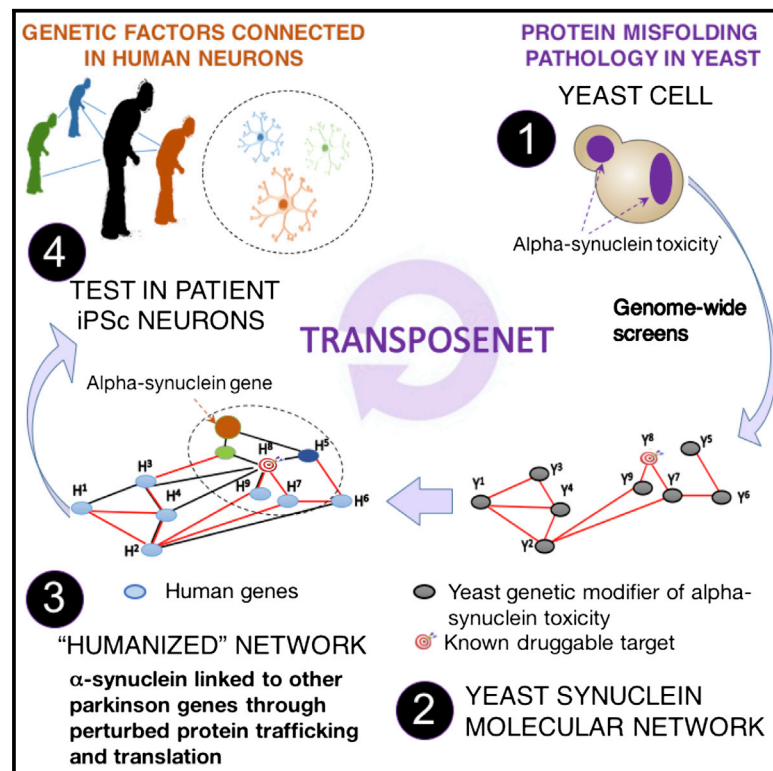 GENETIC FACTORS CONNECTED
IN HUMAN NEURONS
PROTEIN MISFOLDING
PATHOLOGY IN YEAST
YEAST CELL
1
Alpha-synuclein toxicity`
Genome-wide
screens
4
TEST IN PATIENT
iPSc NEURONS
TRANSPOSENET
Alpha-synuclein gene
H1
H3
H4
H2
H8
H9
H7
H5
H6
Y1
Y3
Y4
Y2
Y8
Y9
Y7
Y5
Y6
3
Human genes
"HUMANIZED" NETWORK
α-synuclein linked to other
parkinson genes through
perturbed protein trafficking
and translation
Yeast genetic modifier of alpha-
synuclein toxicity
Known druggable target
2
YEAST SYNUCLEIN
MOLECULAR NETWORK